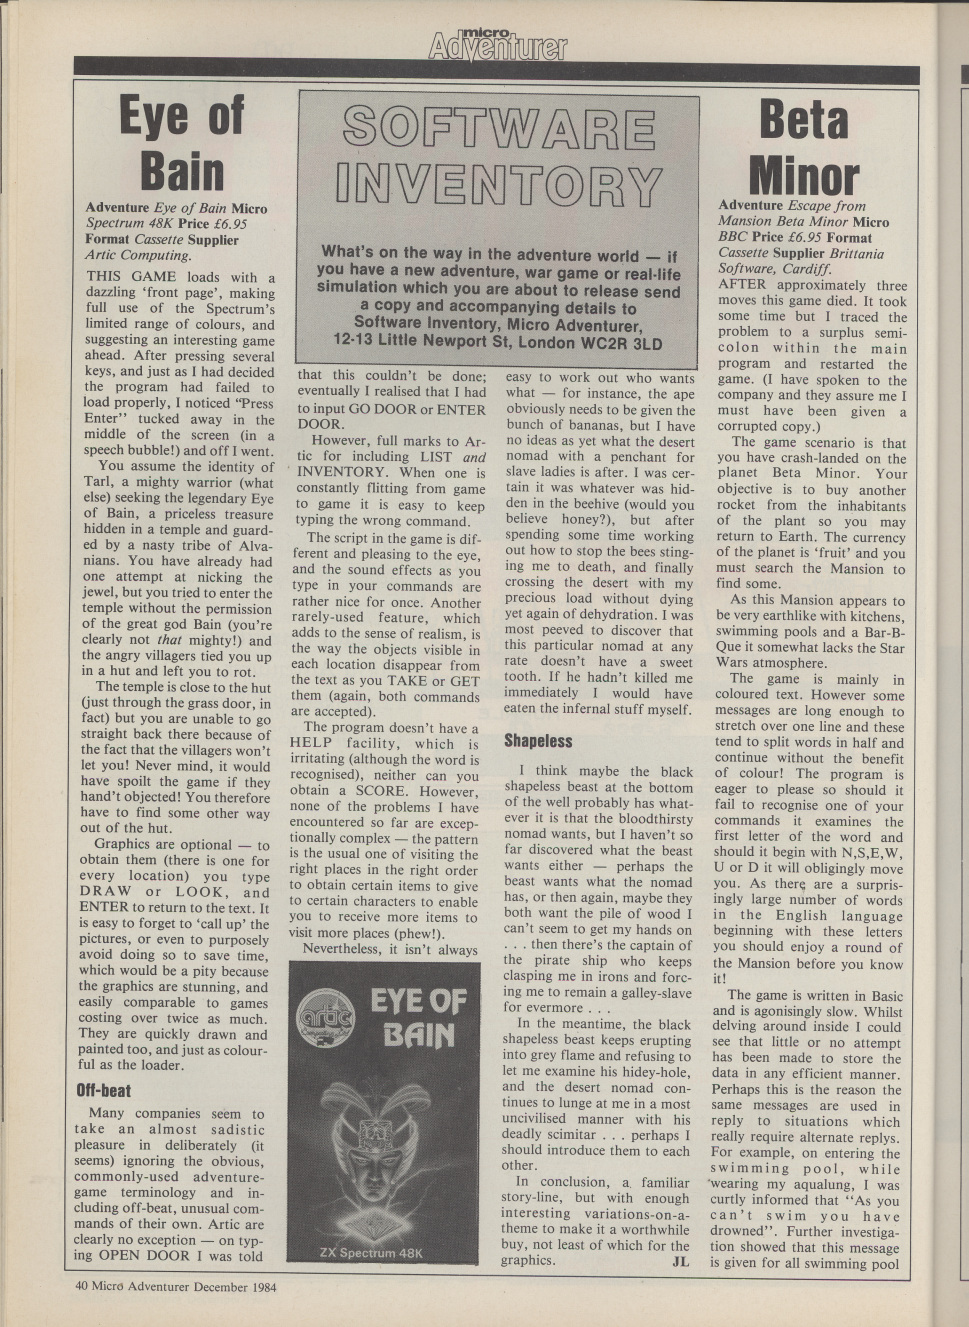 micro
Adventurer
Eye of
Bain
Adventure Eye of Bain Micro
Spectrum 48K Price £6.95
Format Cassette Supplier
Artic Computing.
THIS GAME loads with a
dazzling 'front page', making
full use of the Spectrum's
limited range of colours, and
suggesting an interesting game
ahead. After pressing several
keys, and just as I had decided
the program had failed to
load properly, I noticed "Press
Enter" tucked away in the
middle of the screen (in a
speech bubble!) and off I went.
You assume the identity of
Tarl, a mighty warrior (what
else) seeking the legendary Eye
of Bain, a priceless treasure
hidden in a temple and guard-
ed by a nasty tribe of Alva-
nians. You have already had
one attempt at nicking the
jewel, but you tried to enter the
temple without the permission
of the great god Bain (you're
clearly not that mighty!) and
the angry villagers tied you up
in a hut and left you to rot.
The temple is close to the hut
(just through the grass door, in
fact) but you are unable to go
straight back there because of
the fact that the villagers won't
let you! Never mind, it would
have spoilt the game if they
hand't objected! You therefore
have to find some other way
out of the hut.
Graphics are optional — to
obtain them (there is one for
every location) you type
DRAW or LOOK, and
ENTER to return to the text. It
is easy to forget to 'call up' the
pictures, or even to purposely
avoid doing so to save time,
which would be a pity because
the graphics are stunning, and
easily comparable to games
costing over twice as much.
They are quickly drawn and
painted too, and just as colour-
ful as the loader.
Off-beat
Many companies seem to
take an almost sadistic
pleasure in deliberately (it
seems) ignoring the obvious,
commonly-used adventure-
game terminology and in-
cluding off-beat, unusual com-
mands of their own. Artic are
clearly no exception — on typ-
ing OPEN DOOR I was told
SOFTWARE
INVENTORY
What's on the way in the adventure world — if
you have a new adventure, war game or real-life
simulation which you are about to release send
a copy and accompanying details to
Software Inventory, Micro Adventurer,
12-13 Little Newport St, London WC2R 3LD
that this couldn't be done;
eventually I realised that I had
to input GO DOOR or ENTER
DOOR.
However, full marks to Ar-
tic for including LIST and
INVENTORY. When one is
constantly flitting from game
to game it is easy to keep
typing the wrong command.
The script in the game is dif-
ferent and pleasing to the eye,
and the sound effects as you
type in your commands are
rather nice for once. Another
rarely-used feature, which
adds to the sense of realism, is
the way the objects visible in
each location disappear from
the text as you TAKE or GET
them (again, both commands
are accepted).
The program doesn't have a
HELP facility, which is
irritating (although the word is
recognised), neither can you
obtain a SCORE. However,
none of the problems I have
encountered so far are excep-
tionally complex — the pattern
is the usual one of visiting the
right places in the right order
to obtain certain items to give
to certain characters to enable
you to receive more items to
visit more places (phew!).
Nevertheless, it isn't always
artic
Computing Ltd
EYE OF
BAIN
ZX Spectrum 48K
easy to work out who wants
what — for instance, the ape
obviously needs to be given the
bunch of bananas, but I have
no ideas as yet what the desert
nomad with a penchant for
slave ladies is after. I was cer-
tain it was whatever was hid-
den in the beehive (would you
believe honey?), but after
spending some time working
out how to stop the bees sting-
ing me to death, and finally
crossing the desert with my
precious load without dying
yet again of dehydration. I was
most peeved to discover that
this particular nomad at any
rate doesn't have a sweet
tooth. If he hadn't killed me
immediately I would have
eaten the infernal stuff myself.
Shapeless
I think maybe the black
shapeless beast at the bottom
of the well probably has what-
ever it is that the bloodthirsty
nomad wants, but I haven't so
far discovered what the beast
wants either — perhaps the
beast wants what the nomad
has, or then again, maybe they
both want the pile of wood I
can't seem to get my hands on
. . . then there's the captain of
the pirate ship who keeps
clasping me in irons and forc-
ing me to remain a galley-slave
for evermore . . .
In the meantime, the black
shapeless beast keeps erupting
into grey flame and refusing to
let me examine his hidey-hole,
and the desert nomad con-
tinues to lunge at me in a most
uncivilised manner with his
deadly scimitar . . . perhaps I
should introduce them to each
other.
In conclusion, a familiar
story-line, but with enough
interesting variations-on-a-
theme to make it a worthwhile
buy, not least of which for the
graphics. JL
Beta
Minor
Adventure Escape from
Mansion Beta Minor Micro
BBC Price £6.95 Format
Cassette Supplier Brittania
Software, Cardiff.
AFTER approximately three
moves this game died. It took
some time but I traced the
problem to a surplus semi-
colon within the main
program and restarted the
game. (I have spoken to the
company and they assure me I
must have been given a
corrupted copy.)
The game scenario is that
you have crash-landed on the
planet Beta Minor. Your
objective is to buy another
rocket from the inhabitants
of the plant so you may
return to Earth. The currency
of the planet is 'fruit' and you
must search the Mansion to
find some.
As this Mansion appears to
be very earthlike with kitchens,
swimming pools and a Bar-B-
Que it somewhat lacks the Star
Wars atmosphere.
The game is mainly in
coloured text. However some
messages are long enough to
stretch over one line and these
tend to split words in half and
continue without the benefit
of colour! The program is
eager to please so should it
fail to recognise one of your
commands it examines the
first letter of the word and
should it begin with N,S,E,W,
U or D it will obligingly move
you. As there are a surpris-
ingly large number of words
in the English language
beginning with these letters
you should enjoy a round of
the Mansion before you know
it!
The game is written in Basic
and is agonisingly slow. Whilst
delving around inside I could
see that little or no attempt
has been made to store the
data in any efficient manner.
Perhaps this is the reason the
same messages are used in
reply to situations which
really require alternate replys.
For example, on entering the
swimming pool, while
wearing my aqualung, I was
curtly informed that "As you
can't swim you have
drowned". Further investiga-
tion showed that this message
is given for all swimming pool
40 Micro Adventurer December 1984